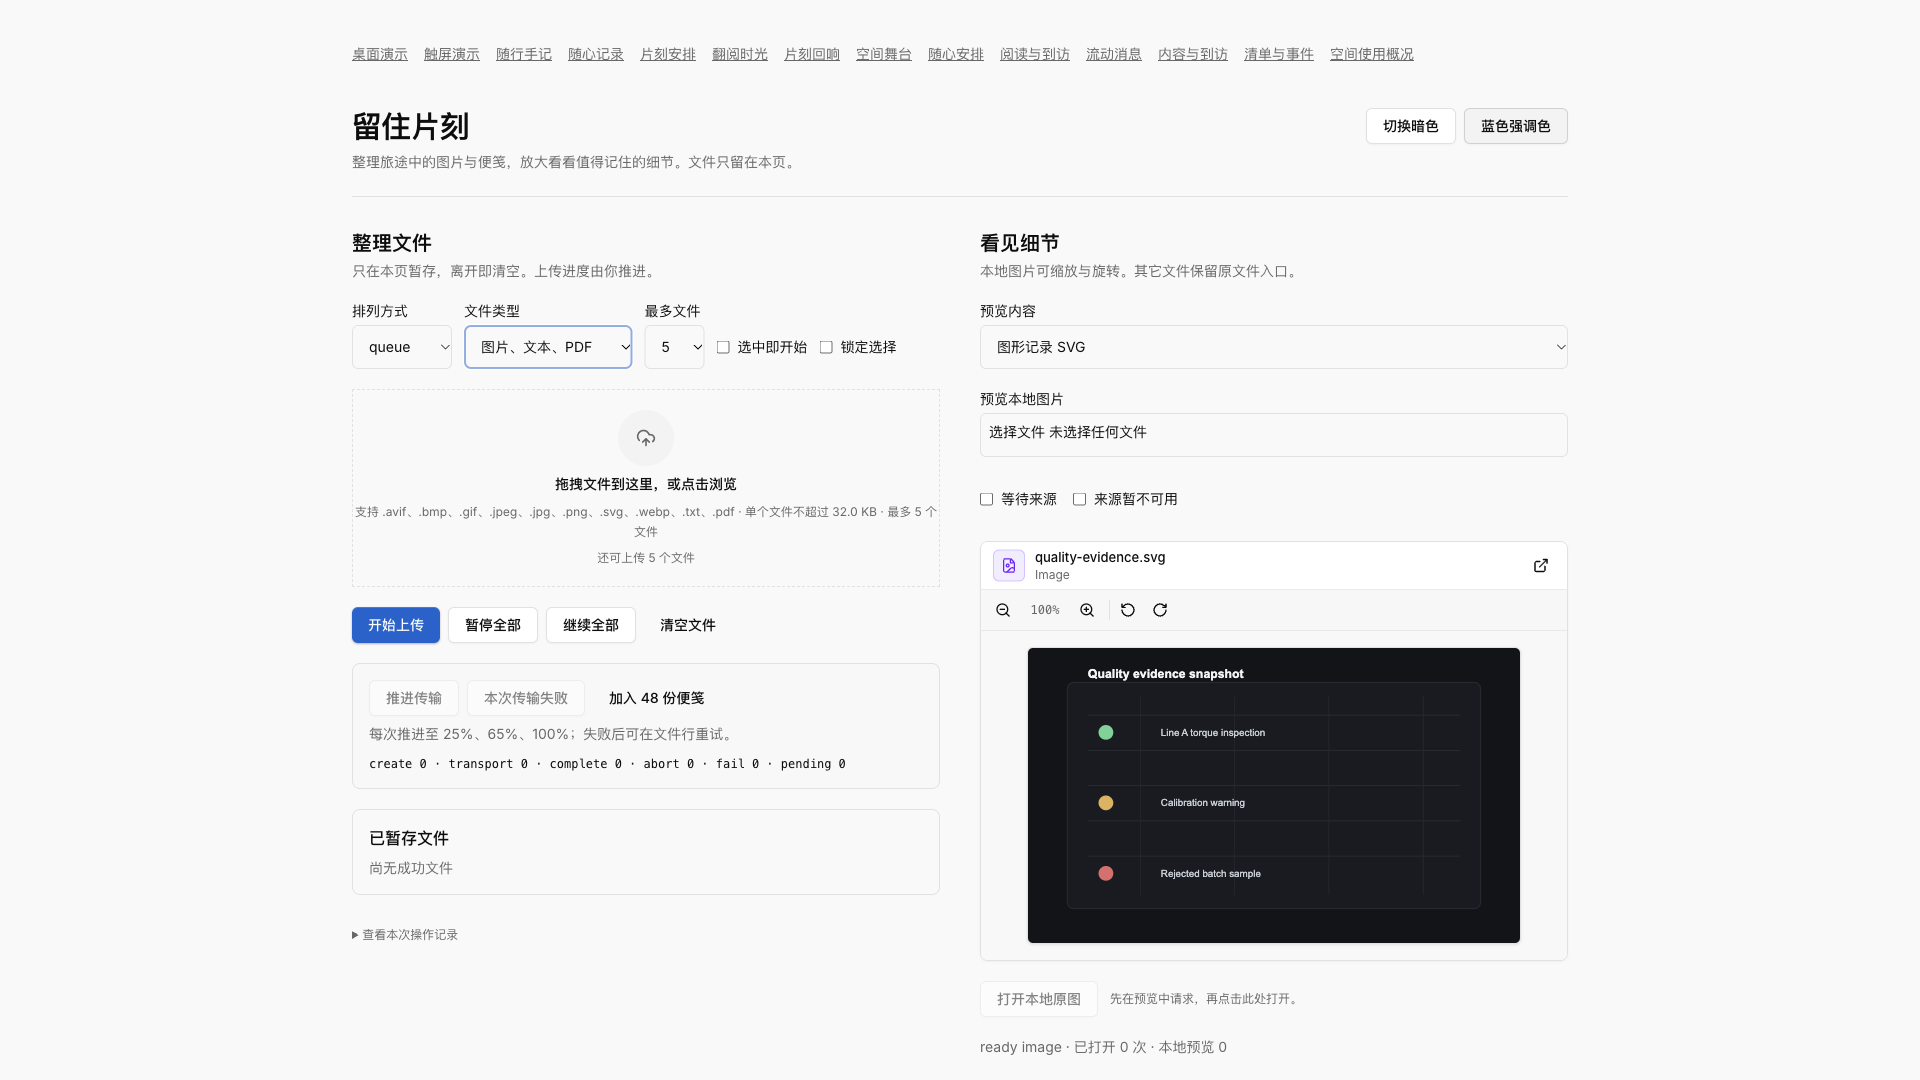 桌面演示 触屏演示 随行手记 随心记录 片刻安排 翻阅时光 片刻回响 空间舞台 随心安排 阅读与到访 流动消息 内容与到访 清单与事件 空间使用概况
留住片刻
切换暗色 蓝色强调色
整理旅途中的图片与便笺，放大看看值得记住的细节。文件只留在本页。
整理文件
只在本页暂存，离开即清空。上传进度由你推进。
排列方式 文件类型 最多文件
queue 图片、文本、PDF 5 选中即开始 锁定选择
拖拽文件到这里，或点击浏览
支持 .avif、.bmp、.gif、.jpeg、.jpg、.png、.svg、.webp、.txt、.pdf · 单个文件不超过 32.0 KB · 最多 5 个
文件
还可上传 5 个文件
开始上传 暂停全部 继续全部 清空文件
推进传输 本次传输失败 加入 48 份便笺
每次推进至 25%、65%、100%；失败后可在文件行重试。
create 0 · transport 0 · complete 0 · abort 0 · fail 0 · pending 0
已暂存文件
尚无成功文件
查看本次操作记录
看见细节
本地图片可缩放与旋转。其它文件保留原文件入口。
预览内容
图形记录 SVG
预览本地图片
选择文件 未选择任何文件
等待来源 来源暂不可用
quality-evidence.svg
Image
100%
Quality evidence snapshot
Line A torque inspection
Calibration warning
Rejected batch sample
打开本地原图 先在预览中请求，再点击此处打开。
ready image · 已打开 0 次 · 本地预览 0